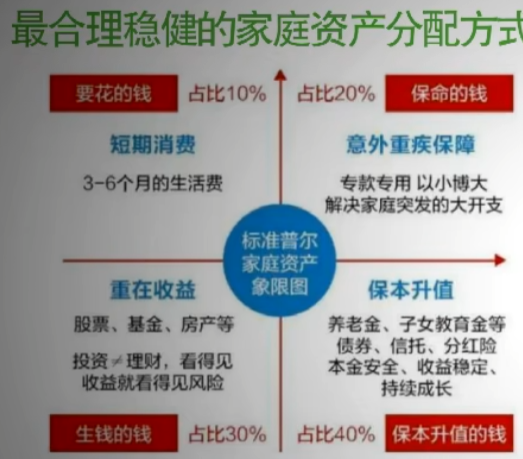 最合理稳健的家庭资产分配方式
要花的钱 占比10% 占比20% 保命的钱
短期消费 意外重疾保障
3-6个月的生活费 专款专用 以小博大
解决家庭突发的大开支
标准普尔
家庭资产
象限图
重在收益 保本升值
股票、基金、房产等 养老金、子女教育金等
债券、信托、分红险
投资≠理财，看得见 本金安全、收益稳定、
收益就看得见风险 持续成长
生钱的钱 占比30% 占比40% 保本升值的钱